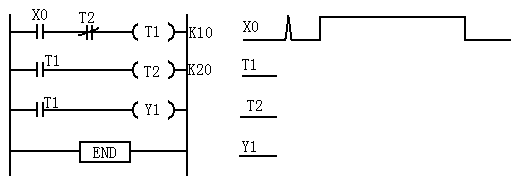 X0 T2 T1 K10
T1 T2 K20
T1 Y1
END
X0
T1
T2
Y1